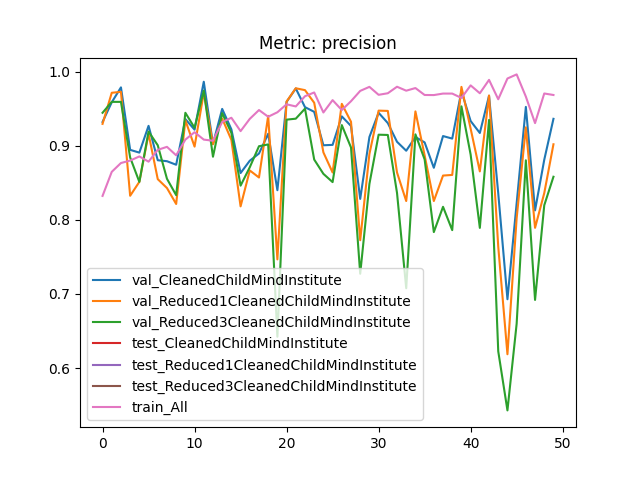 Metric: precision
1.0
0.9
0.8
0.7
0.6
val_CleanedChildMindInstitute
val_Reduced1CleanedChildMindInstitute
val_Reduced3CleanedChildMindInstitute
test_CleanedChildMindInstitute
test_Reduced1CleanedChildMindInstitute
test_Reduced3CleanedChildMindInstitute
train_All
0 10 20 30 40 50